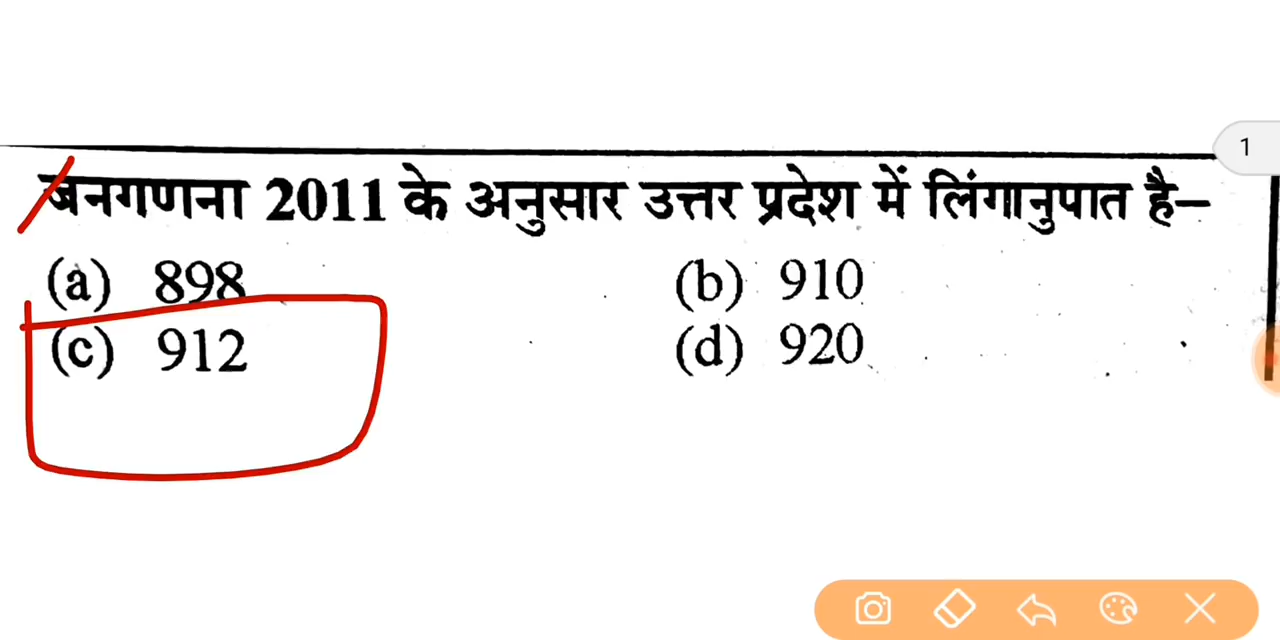 1
जनगणना 2011 के अनुसार उत्तर प्रदेश में लिंगानुपात है–
(a) 898 (b) 910
(c) 912 (d) 920